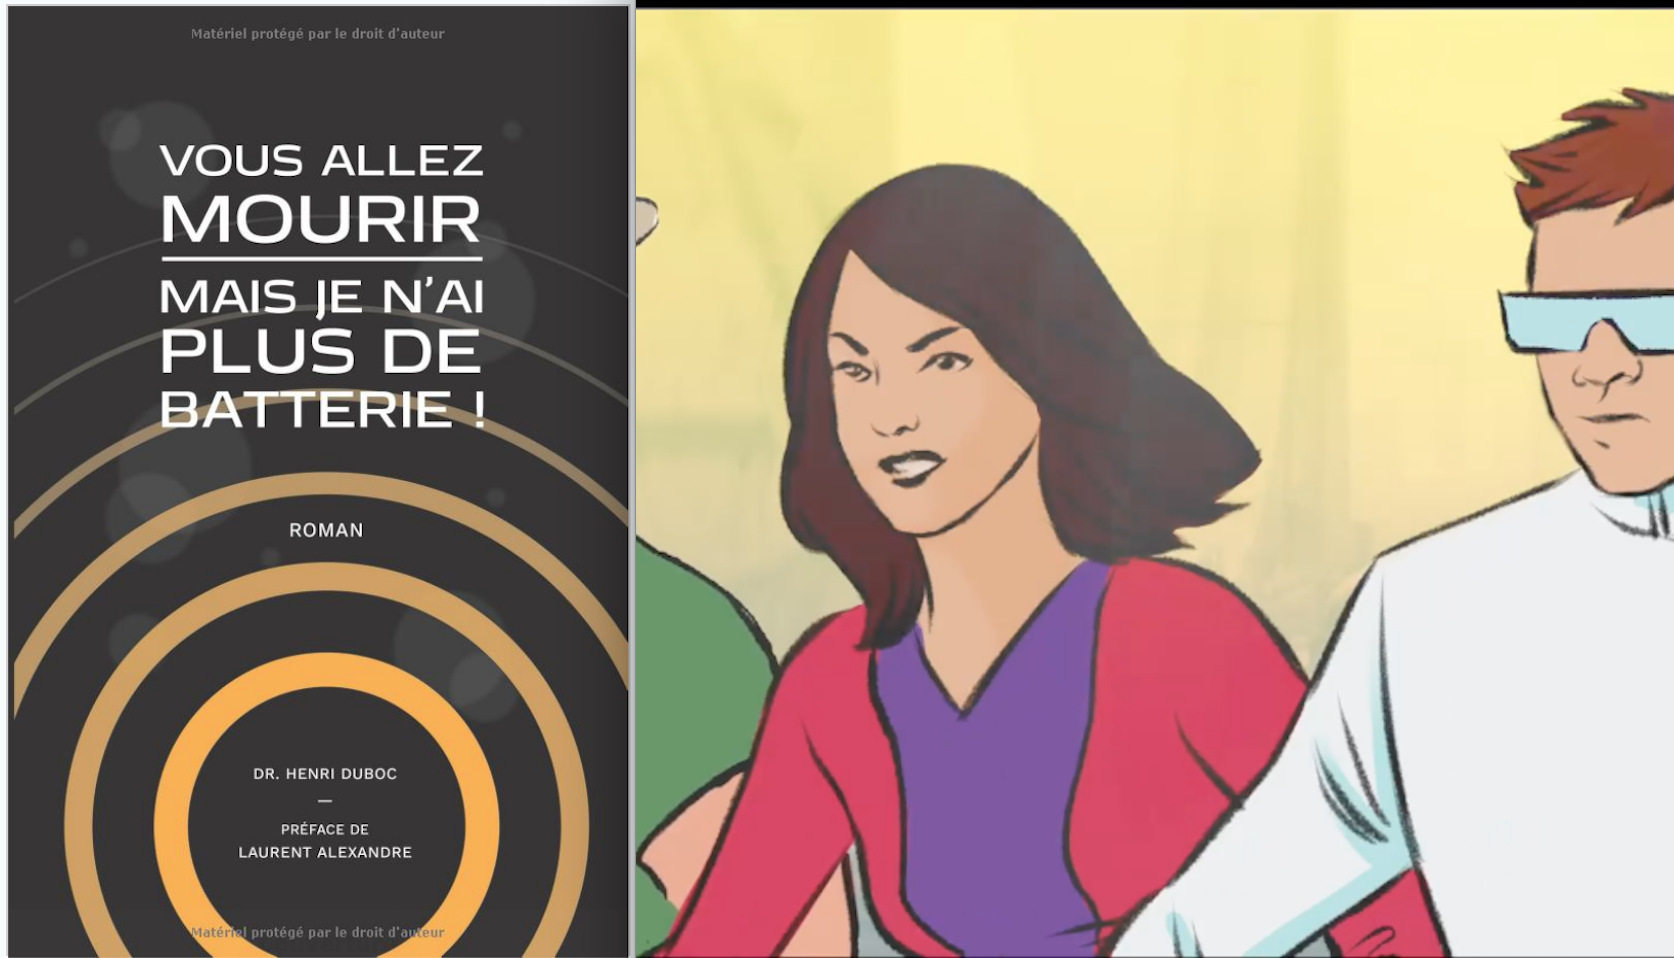 Matériel protégé par le droit d'auteur
VOUS ALLEZ
MOURIR
MAIS JE N'AI
PLUS DE
BATTERIE !
ROMAN
DR. HENRI DUBOC
—
PRÉFACE DE
LAURENT ALEXANDRE
Matériel protégé par le droit d'auteur